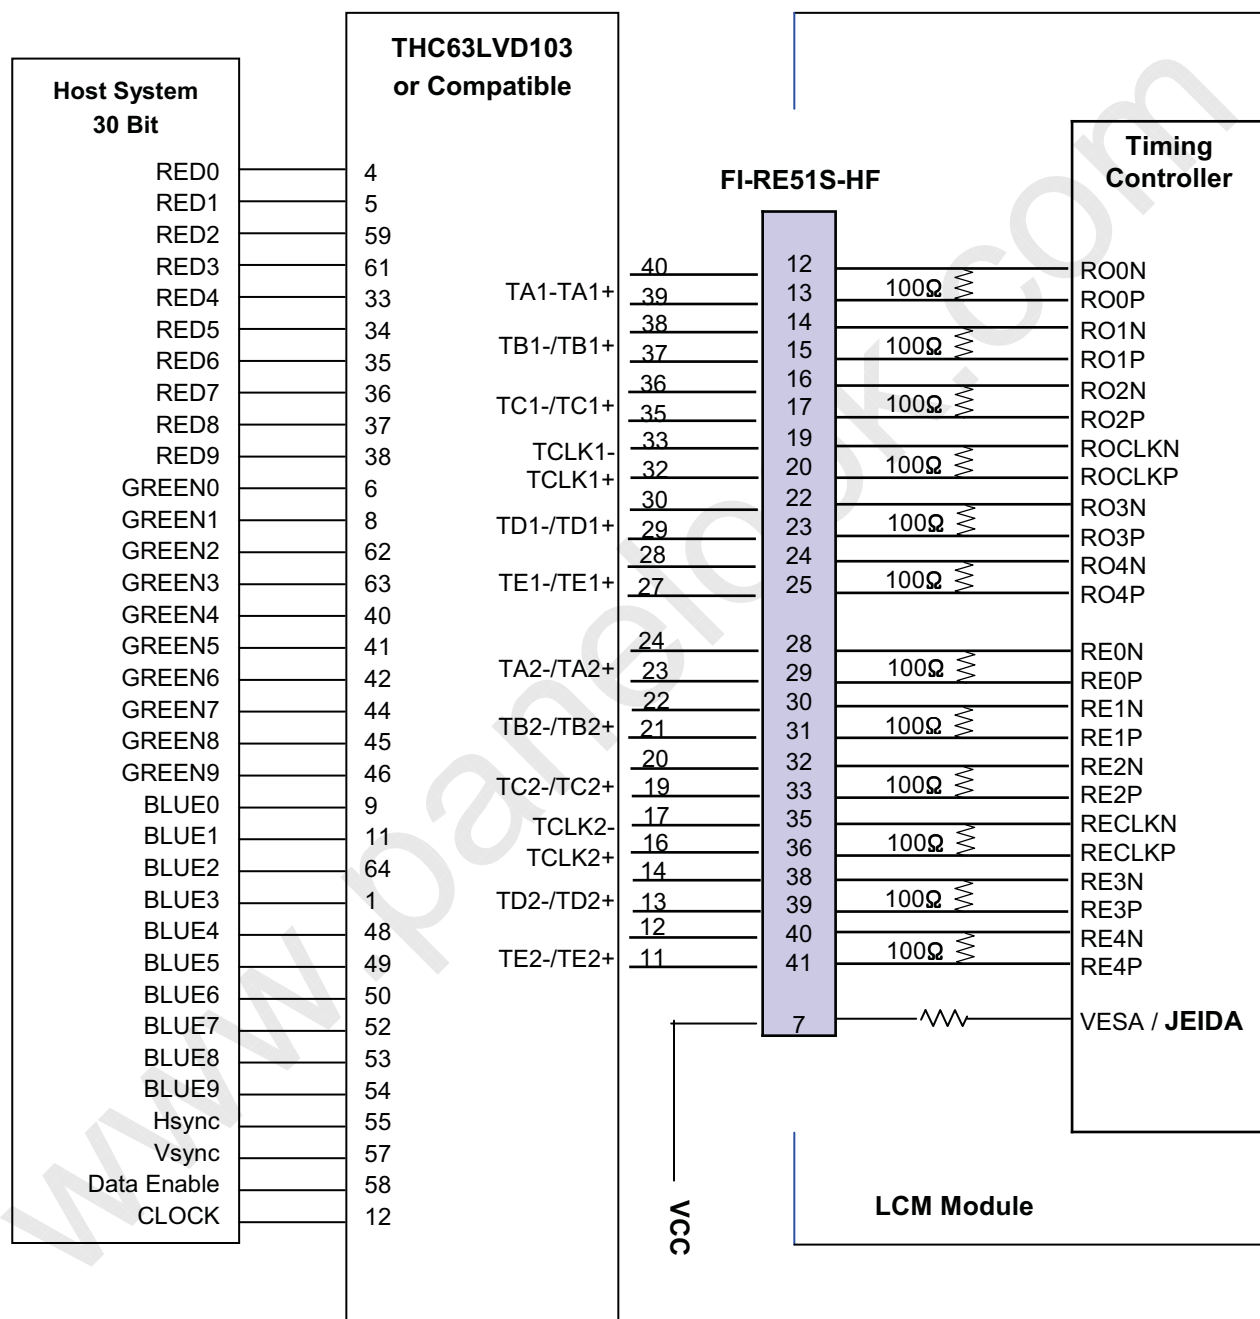 THC63LVD103
or Compatible
Host System
30 Bit
RED0 4
RED1 5
RED2 59
RED3 61
RED4 33
RED5 34
RED6 35
RED7 36
RED8 37
RED9 38
GREEN0 6
GREEN1 8
GREEN2 62
GREEN3 63
GREEN4 40
GREEN5 41
GREEN6 42
GREEN7 44
GREEN8 45
GREEN9 46
BLUE0 9
BLUE1 11
BLUE2 64
BLUE3 1
BLUE4 48
BLUE5 49
BLUE6 50
BLUE7 52
BLUE8 53
BLUE9 54
Hsync 55
Vsync 57
Data Enable 58
CLOCK 12
TA1-TA1+
TB1-/TB1+
TC1-/TC1+
TCLK1-
TCLK1+
TD1-/TD1+
TE1-/TE1+
TA2-/TA2+
TB2-/TB2+
TC2-/TC2+
TCLK2-
TCLK2+
TD2-/TD2+
TE2-/TE2+
FI-RE51S-HF
40 12
39 13
38 14
37 15
36 16
35 17
33 19
32 20
30 22
29 23
28 24
27 25
24 28
23 29
22 30
21 31
20 32
19 33
17 35
16 36
14 38
13 39
12 40
11 41
7
VCC
100Ω
100Ω
100Ω
100Ω
100Ω
100Ω
100Ω
100Ω
100Ω
100Ω
100Ω
100Ω
Timing
Controller
RO0N
RO0P
RO1N
RO1P
RO2N
RO2P
ROCLKN
ROCLKP
RO3N
RO3P
RO4N
RO4P
RE0N
RE0P
RE1N
RE1P
RE2N
RE2P
RECLKN
RECLKP
RE3N
RE3P
RE4N
RE4P
VESA / JEIDA
LCM Module
www.panelook.com